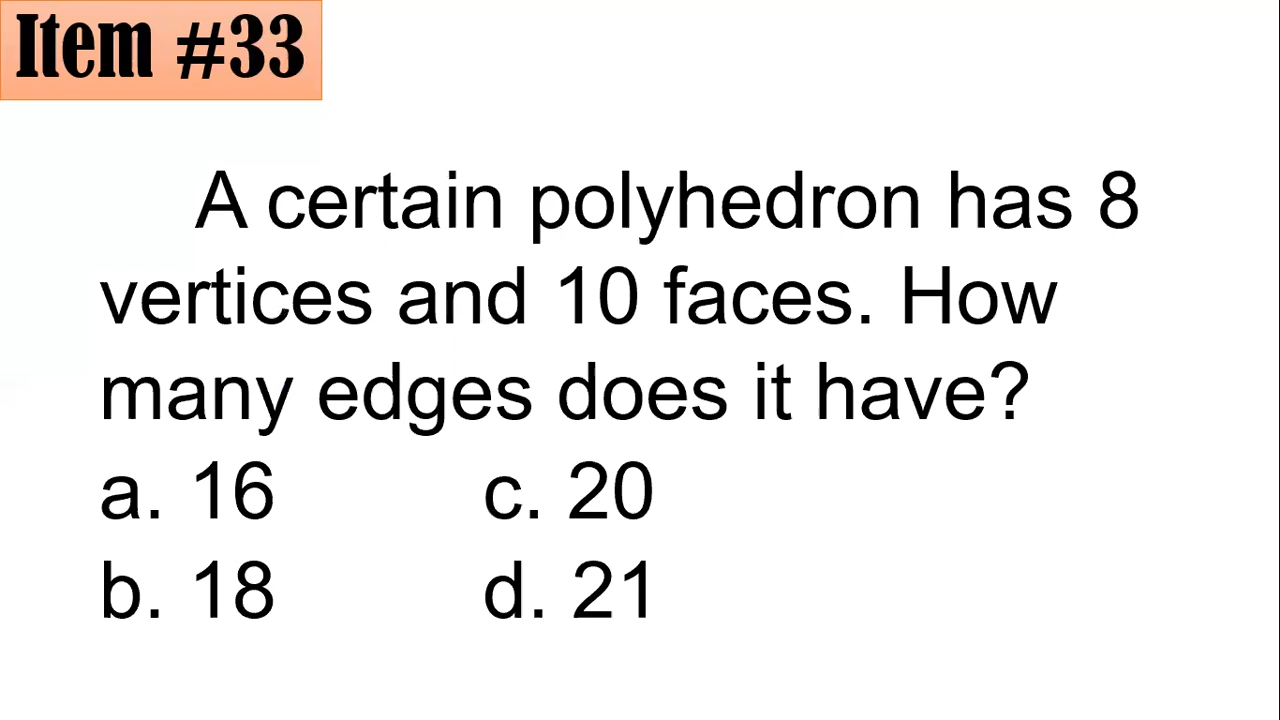 Item #33
A certain polyhedron has 8
vertices and 10 faces. How
many edges does it have?
a. 16 c. 20
b. 18 d. 21